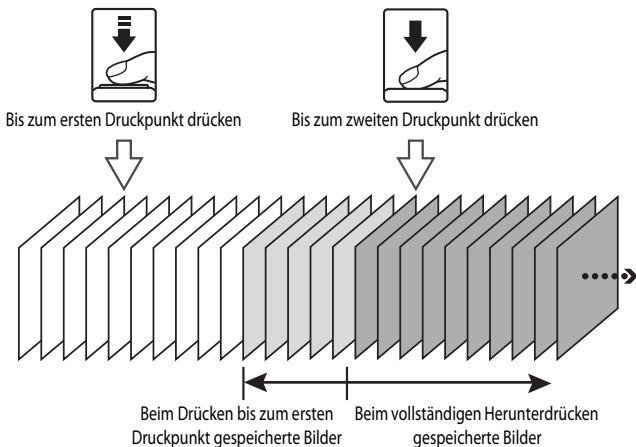 Bis zum ersten Druckpunkt drücken
Bis zum zweiten Druckpunkt drücken
Beim Drücken bis zum ersten
Druckpunkt gespeicherte Bilder
Beim vollständigen Herunterdrücken
gespeicherte Bilder